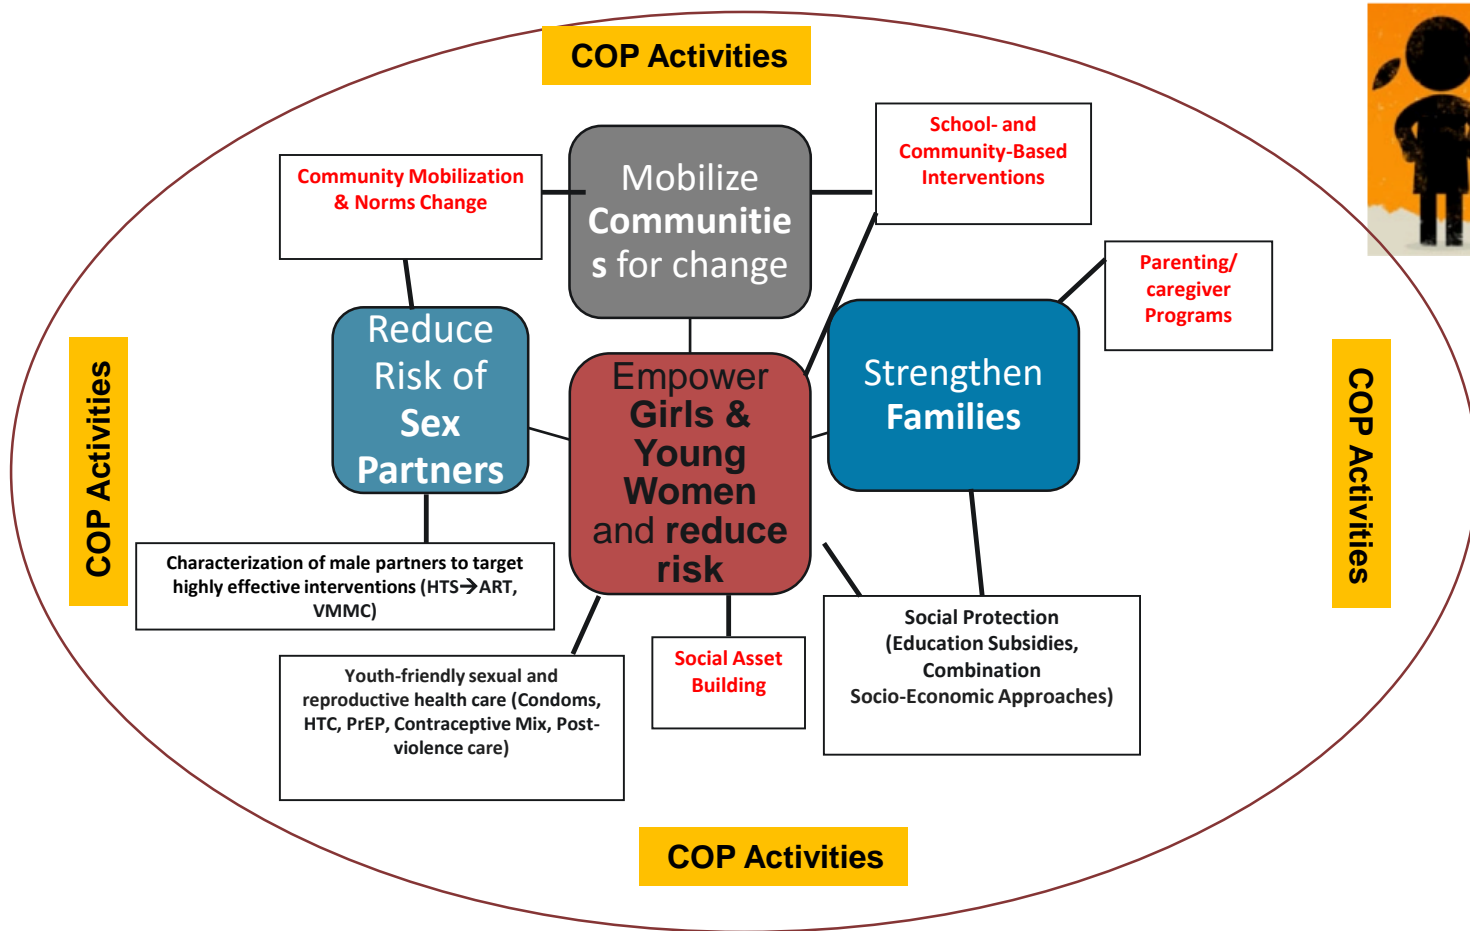 COP Activities
Community Mobilization
& Norms Change
Mobilize
Communitie
s for change
School- and
Community-Based
Interventions
Parenting/
caregiver
Programs
Reduce
Risk of
Sex
Partners
Empower
Girls &
Young
Women
and reduce
risk
Strengthen
Families
COP Activities
COP Activities
Characterization of male partners to target
highly effective interventions (HTS→ART,
VMMC)
Youth-friendly sexual and
reproductive health care (Condoms,
HTC, PrEP, Contraceptive Mix, Post-
violence care)
Social Asset
Building
Social Protection
(Education Subsidies,
Combination
Socio-Economic Approaches)
COP Activities